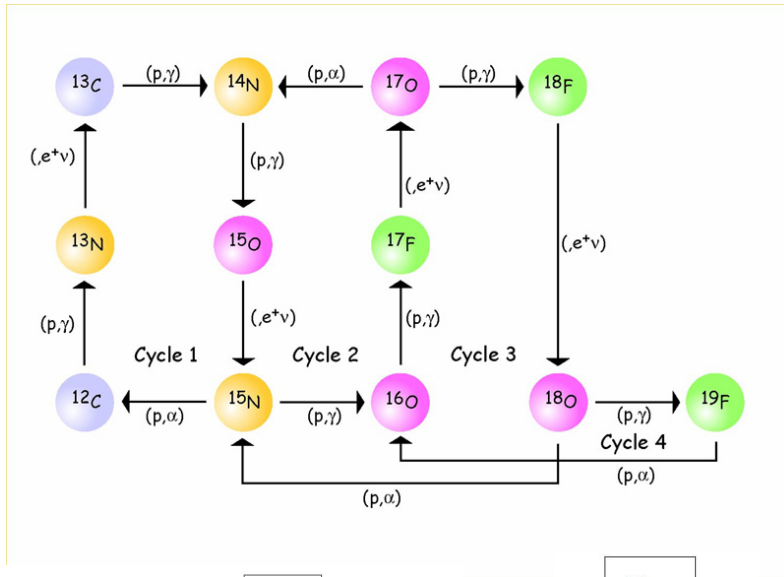 ¹³C (p,γ) ¹⁴N (p,α) ¹⁷O (p,γ) ¹⁸F
(,e⁺ν) (p,γ) (,e⁺ν) (,e⁺ν)
¹³N ¹⁵O ¹⁷F
(p,γ) (,e⁺ν) (p,γ)
Cycle 1 Cycle 2 Cycle 3
¹²C (p,α) ¹⁵N (p,γ) ¹⁶O ¹⁸O (p,γ) ¹⁹F
Cycle 4
(p,α)
(p,α)